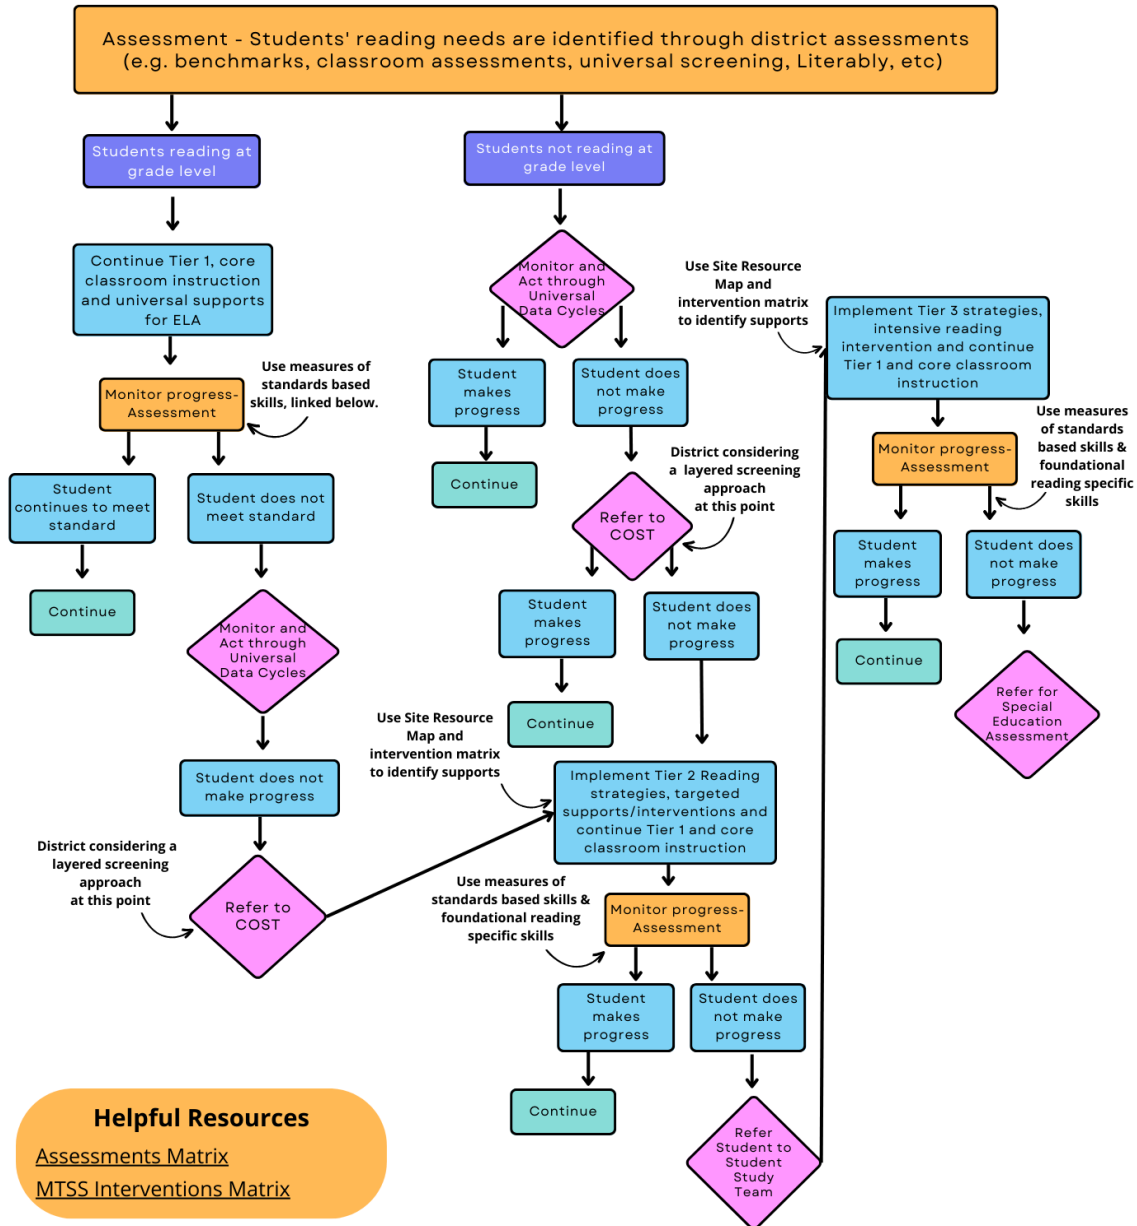 Assessment - Students' reading needs are identified through district assessments
(e.g. benchmarks, classroom assessments, universal screening, Literably, etc)
Students reading at
grade level
Students not reading at
grade level
Continue Tier 1, core
classroom instruction
and universal supports
for ELA
Use measures of
standards based
skills, linked below.
Monitor progress-
Assessment
Student
continues to meet
standard
Student does not
meet standard
Continue
Monitor and
Act through
Universal
Data Cycles
Student does not
make progress
District considering a
layered screening
approach
at this point
Refer to
COST
Monitor and
Act through
Universal
Data Cycles
Student
makes
progress
Student does
not make
progress
Continue
District considering
a layered screening
approach
at this point
Refer to
COST
Student
makes
progress
Student does
not make
progress
Continue
Use Site Resource
Map and
intervention matrix
to identify supports
Implement Tier 2 Reading
strategies, targeted
supports/interventions and
continue Tier 1 and core
classroom instruction
Use measures of
standards based skills &
foundational reading
specific skills
Monitor progress-
Assessment
Student
makes
progress
Student does
not make
progress
Continue
Refer
Student to
Student
Study
Team
Use Site Resource
Map and
intervention matrix
to identify supports
Implement Tier 3 strategies,
intensive reading
intervention and continue
Tier 1 and core classroom
instruction
Use measures
of standards
based skills &
foundational
reading specific
skills
Monitor progress-
Assessment
Student
makes
progress
Student does
not make
progress
Continue
Refer for
Special
Education
Assessment
Helpful Resources
Assessments Matrix
MTSS Interventions Matrix